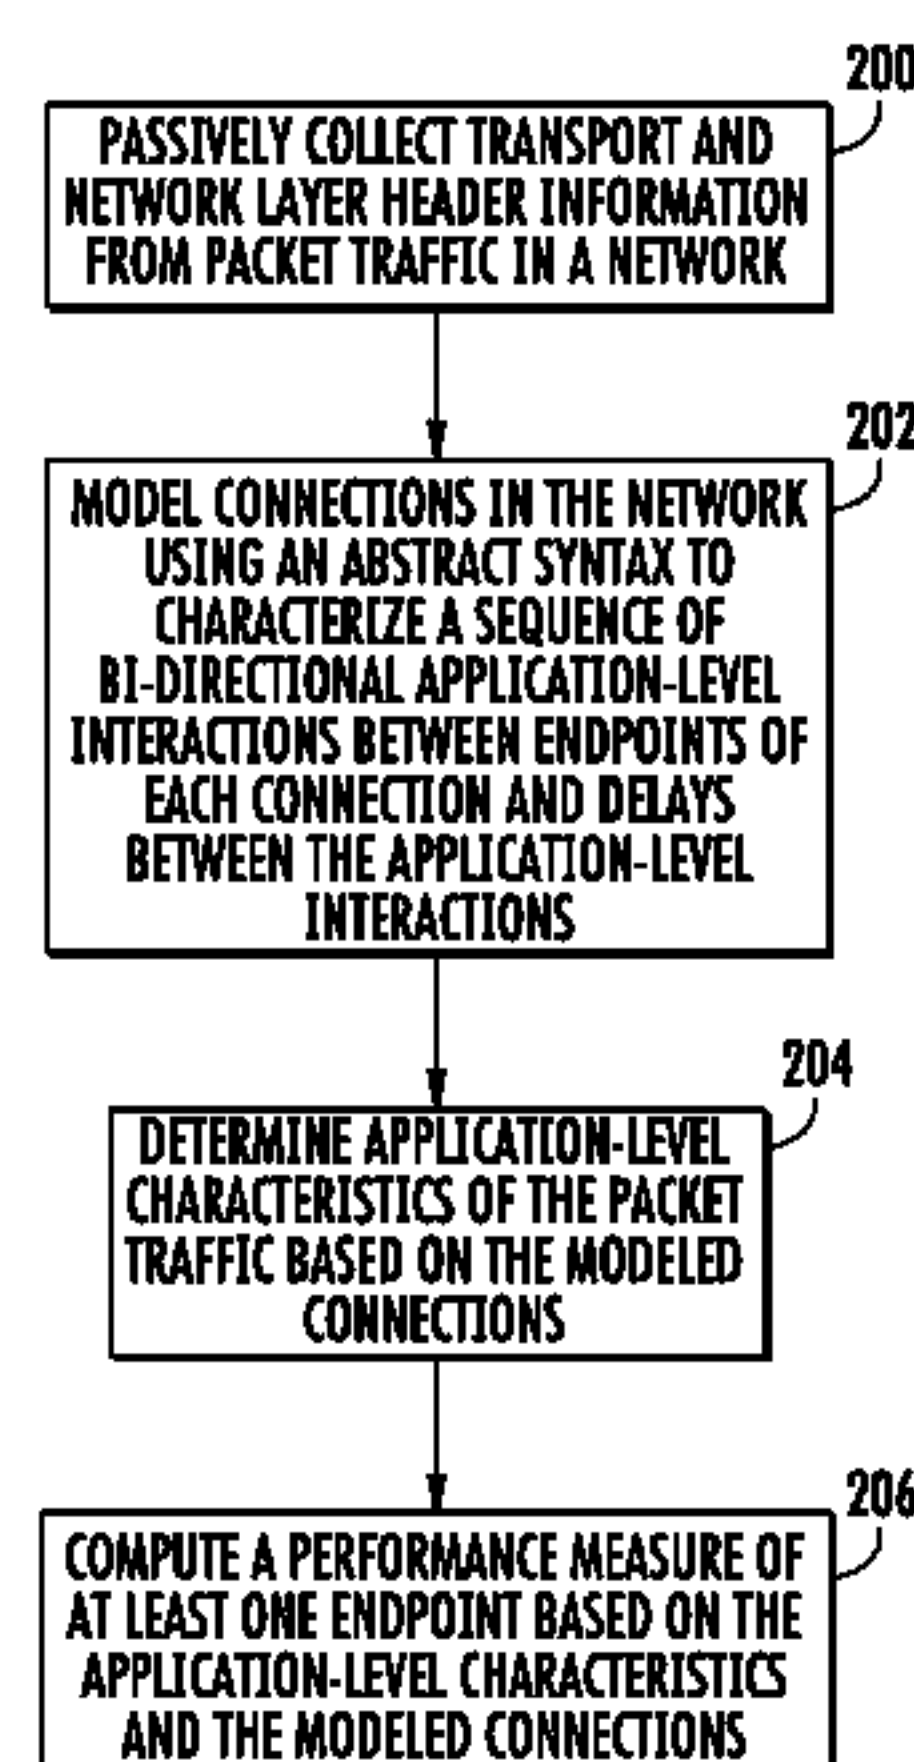 200
PASSIVELY COLLECT TRANSPORT AND
NETWORK LAYER HEADER INFORMATION
FROM PACKET TRAFFIC IN A NETWORK
202
MODEL CONNECTIONS IN THE NETWORK
USING AN ABSTRACT SYNTAX TO
CHARACTERIZE A SEQUENCE OF
BI-DIRECTIONAL APPLICATION-LEVEL
INTERACTIONS BETWEEN ENDPOINTS OF
EACH CONNECTION AND DELAYS
BETWEEN THE APPLICATION-LEVEL
INTERACTIONS
204
DETERMINE APPLICATION-LEVEL
CHARACTERISTICS OF THE PACKET
TRAFFIC BASED ON THE MODELED
CONNECTIONS
206
COMPUTE A PERFORMANCE MEASURE OF
AT LEAST ONE ENDPOINT BASED ON THE
APPLICATION-LEVEL CHARACTERISTICS
AND THE MODELED CONNECTIONS